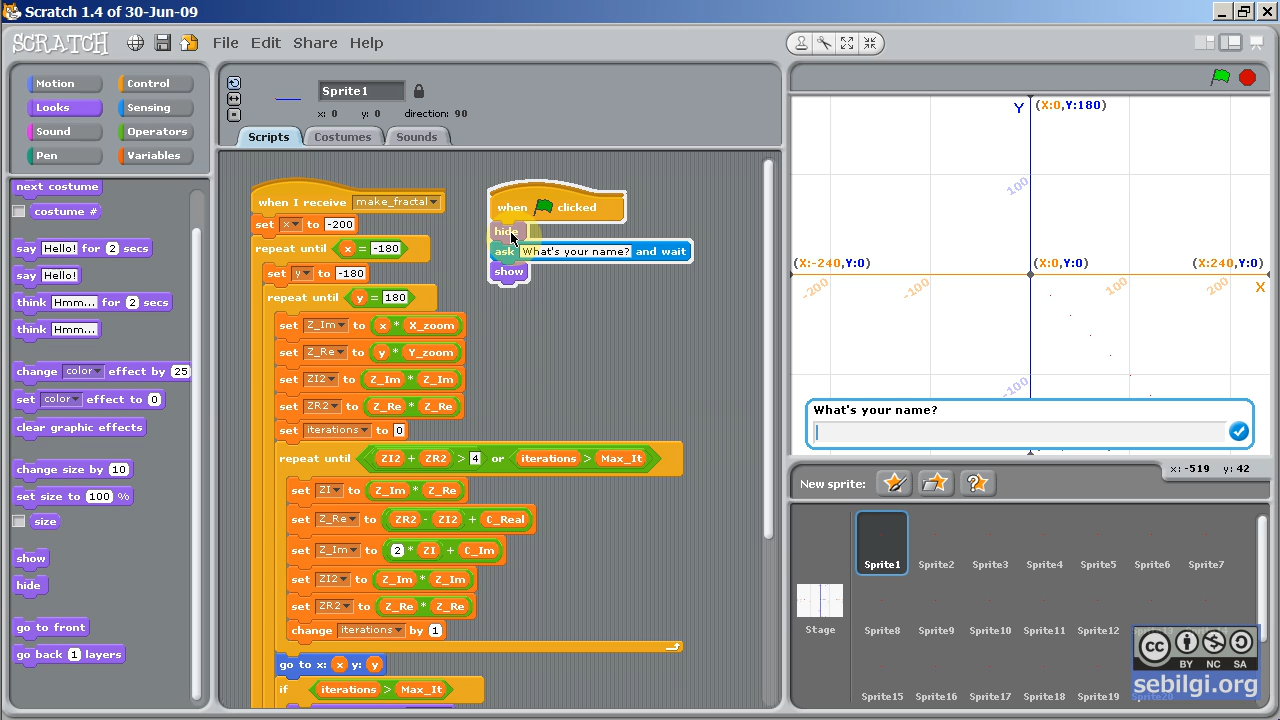 Scratch 1.4 of 30-Jun-09
SCRATCH File Edit Share Help
Motion Control
Looks Sensing
Sound Operators
Pen Variables
next costume
costume #
say Hello! for 2 secs
say Hello!
think Hmm... for 2 secs
think Hmm...
change color effect by 25
set color effect to 0
clear graphic effects
change size by 10
set size to 100 %
size
show
hide
go to front
go back 1 layers
Sprite1
x: 0 y: 0 direction: 90
Scripts Costumes Sounds
when I receive make_fractal
set x to -200
repeat until x = -180
set y to -180
repeat until y = 180
set Z_Im to x * X_zoom
set Z_Re to y * Y_zoom
set ZI2 to Z_Im * Z_Im
set ZR2 to Z_Re * Z_Re
set iterations to 0
repeat until ZI2 + ZR2 > 4 or iterations > Max_It
set ZI to Z_Im * Z_Re
set Z_Re to ZR2 - ZI2 + C_Real
set Z_Im to 2 * ZI + C_Im
set ZI2 to Z_Im * Z_Im
set ZR2 to Z_Re * Z_Re
change iterations by 1
go to x: x y: y
if iterations > Max_It
when clicked
hide
ask What's your name? and wait
show
Y (X:0,Y:180)
100
(X:-240,Y:0) (X:0,Y:0) (X:240,Y:0)
-200 -100 100 200 X
-100
What's your name?
x: -519 y: 42
New sprite:
Stage
Sprite1 Sprite2 Sprite3 Sprite4 Sprite5 Sprite6 Sprite7
Sprite8 Sprite9 Sprite10 Sprite11 Sprite12
Sprite15 Sprite16 Sprite17 Sprite18 Sprite19
cc BY NC SA
sebilgi.org